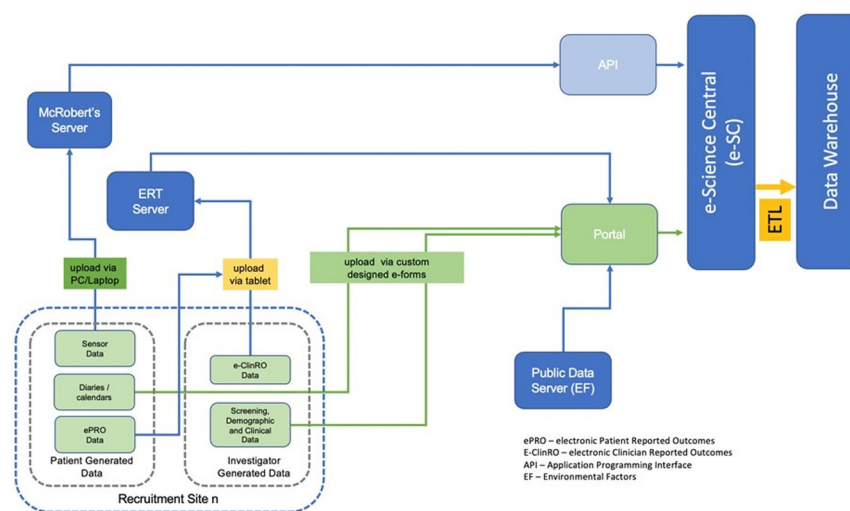 API
McRobert's
Server
e-Science Central
(e-SC)
Data Warehouse
ERT
Server
ETL
Portal
upload via
PC/Laptop
upload
via tablet
upload via custom
designed e-forms
Sensor
Data
e-ClinRO
Data
Diaries /
calendars
Screening,
Demographic
and Clinical
Data
ePRO
Data
Patient Generated
Data
Investigator
Generated Data
Recruitment Site n
Public Data
Server (EF)
ePRO – electronic Patient Reported Outcomes
E-ClinRO – electronic Clinician Reported Outcomes
API – Application Programming Interface
EF – Environmental Factors